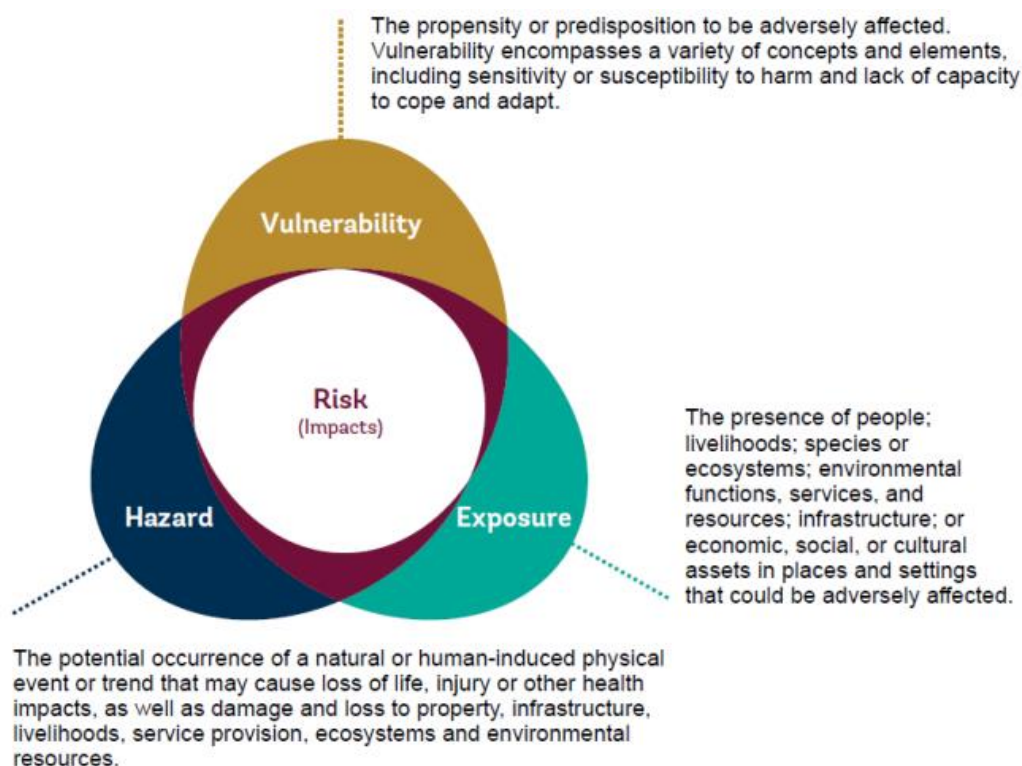 The propensity or predisposition to be adversely affected.
Vulnerability encompasses a variety of concepts and elements,
including sensitivity or susceptibility to harm and lack of capacity
to cope and adapt.
Vulnerability
Risk
(Impacts)
Hazard
Exposure
The presence of people;
livelihoods; species or
ecosystems; environmental
functions, services, and
resources; infrastructure; or
economic, social, or cultural
assets in places and settings
that could be adversely affected.
The potential occurrence of a natural or human-induced physical
event or trend that may cause loss of life, injury or other health
impacts, as well as damage and loss to property, infrastructure,
livelihoods, service provision, ecosystems and environmental
resources.